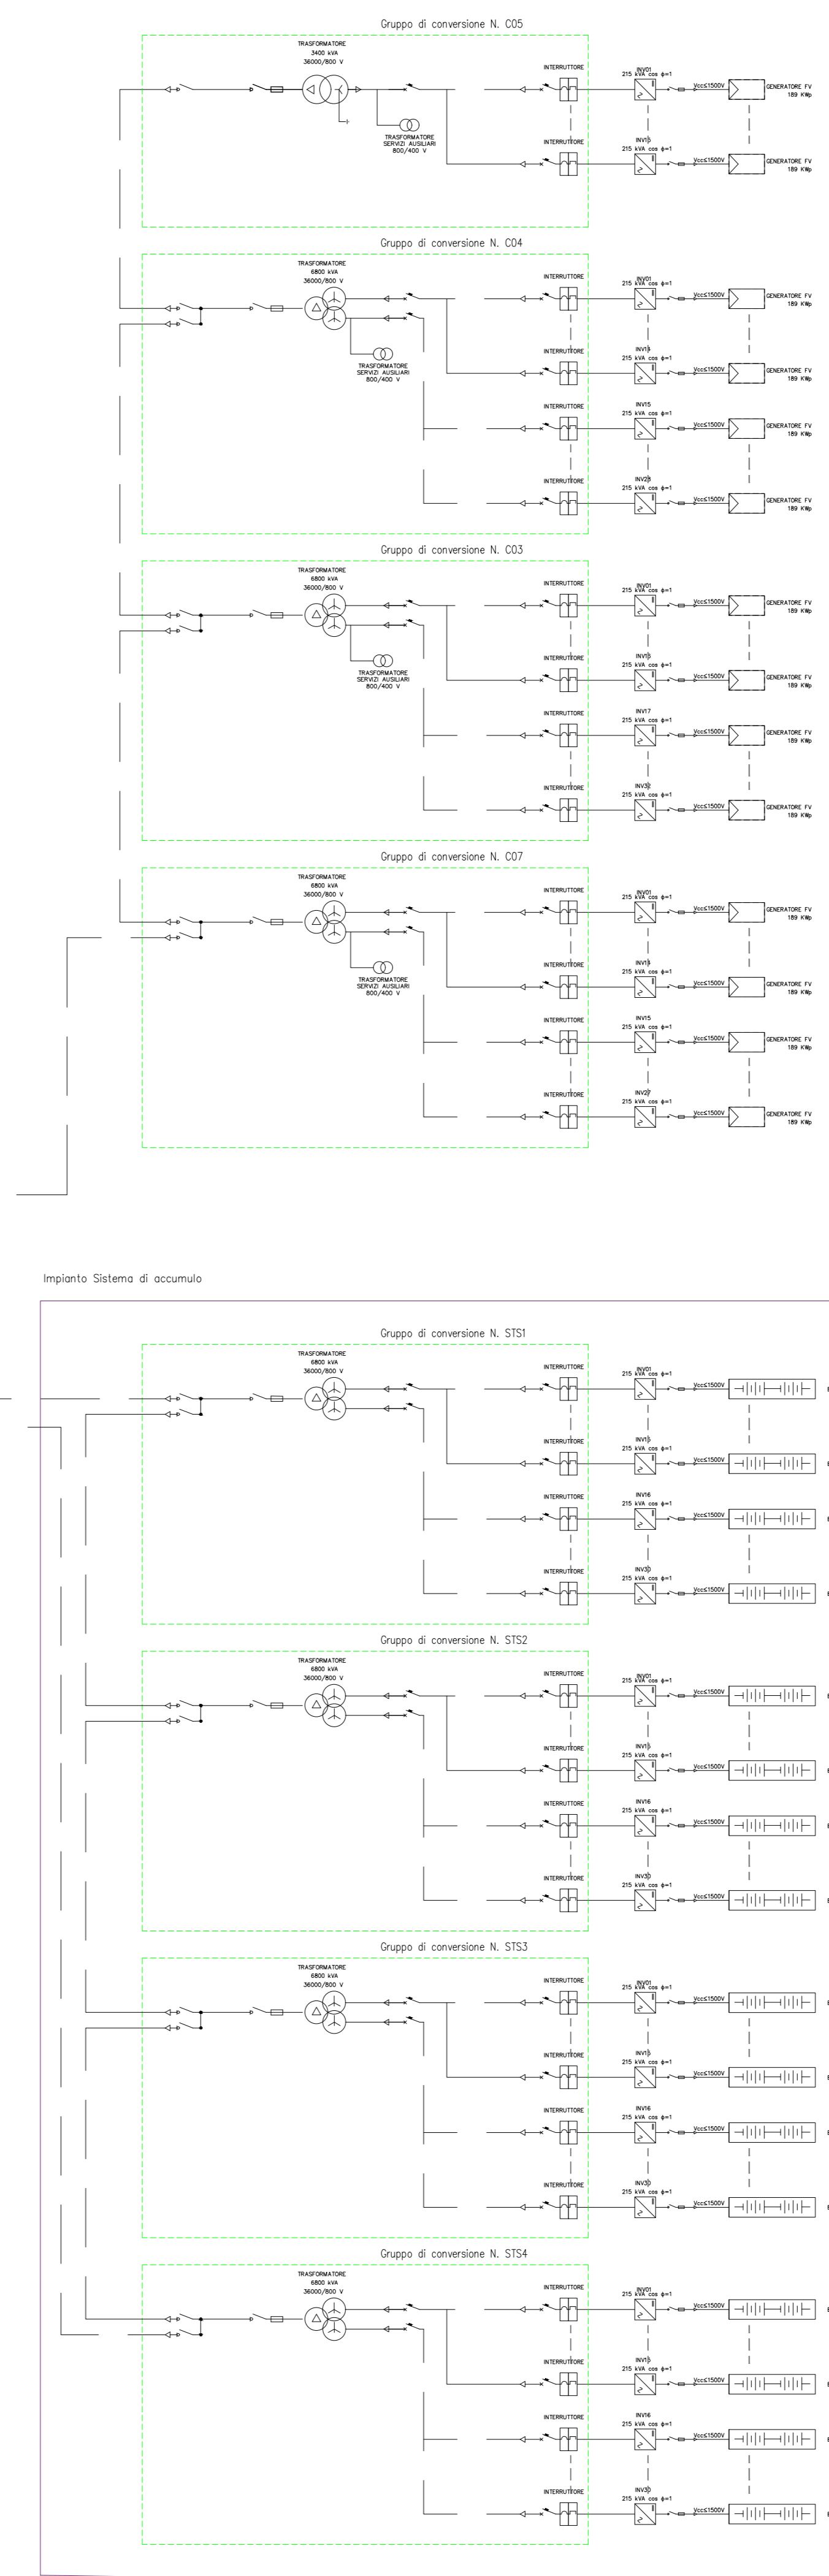 Gruppo di conversione N. C05
TRASFORMATORE
3400 kVA
36000/800 V
TRASFORMATORE
SERVIZI AUSILIARI
800/400 V
INTERRUTTORE
INV01
215 kVA cos ϕ=1
Vcc≤1500V
GENERATORE FV
189 KWp
INTERRUTTORE
INV15
215 kVA cos ϕ=1
Vcc≤1500V
GENERATORE FV
189 KWp
Gruppo di conversione N. C04
TRASFORMATORE
6800 kVA
36000/800 V
TRASFORMATORE
SERVIZI AUSILIARI
800/400 V
INTERRUTTORE
INV01
215 kVA cos ϕ=1
Vcc≤1500V
GENERATORE FV
189 KWp
INTERRUTTORE
INV14
215 kVA cos ϕ=1
Vcc≤1500V
GENERATORE FV
189 KWp
INTERRUTTORE
INV15
215 kVA cos ϕ=1
Vcc≤1500V
GENERATORE FV
189 KWp
INTERRUTTORE
INV28
215 kVA cos ϕ=1
Vcc≤1500V
GENERATORE FV
189 KWp
Gruppo di conversione N. C03
TRASFORMATORE
6800 kVA
36000/800 V
TRASFORMATORE
SERVIZI AUSILIARI
800/400 V
INTERRUTTORE
INV01
215 kVA cos ϕ=1
Vcc≤1500V
GENERATORE FV
189 KWp
INTERRUTTORE
INV16
215 kVA cos ϕ=1
Vcc≤1500V
GENERATORE FV
189 KWp
INTERRUTTORE
INV17
215 kVA cos ϕ=1
Vcc≤1500V
GENERATORE FV
189 KWp
INTERRUTTORE
INV32
215 kVA cos ϕ=1
Vcc≤1500V
GENERATORE FV
189 KWp
Gruppo di conversione N. C07
TRASFORMATORE
6800 kVA
36000/800 V
TRASFORMATORE
SERVIZI AUSILIARI
800/400 V
INTERRUTTORE
INV01
215 kVA cos ϕ=1
Vcc≤1500V
GENERATORE FV
189 KWp
INTERRUTTORE
INV14
215 kVA cos ϕ=1
Vcc≤1500V
GENERATORE FV
189 KWp
INTERRUTTORE
INV15
215 kVA cos ϕ=1
Vcc≤1500V
GENERATORE FV
189 KWp
INTERRUTTORE
INV27
215 kVA cos ϕ=1
Vcc≤1500V
GENERATORE FV
189 KWp
Impianto Sistema di accumulo
Gruppo di conversione N. STS1
TRASFORMATORE
6800 kVA
36000/800 V
INTERRUTTORE
INV01
215 kVA cos ϕ=1
Vcc≤1500V
INTERRUTTORE
INV15
215 kVA cos ϕ=1
Vcc≤1500V
INTERRUTTORE
INV16
215 kVA cos ϕ=1
Vcc≤1500V
INTERRUTTORE
INV30
215 kVA cos ϕ=1
Vcc≤1500V
Gruppo di conversione N. STS2
TRASFORMATORE
6800 kVA
36000/800 V
INTERRUTTORE
INV01
215 kVA cos ϕ=1
Vcc≤1500V
INTERRUTTORE
INV15
215 kVA cos ϕ=1
Vcc≤1500V
INTERRUTTORE
INV16
215 kVA cos ϕ=1
Vcc≤1500V
INTERRUTTORE
INV30
215 kVA cos ϕ=1
Vcc≤1500V
Gruppo di conversione N. STS3
TRASFORMATORE
6800 kVA
36000/800 V
INTERRUTTORE
INV01
215 kVA cos ϕ=1
Vcc≤1500V
INTERRUTTORE
INV15
215 kVA cos ϕ=1
Vcc≤1500V
INTERRUTTORE
INV16
215 kVA cos ϕ=1
Vcc≤1500V
INTERRUTTORE
INV30
215 kVA cos ϕ=1
Vcc≤1500V
Gruppo di conversione N. STS4
TRASFORMATORE
6800 kVA
36000/800 V
INTERRUTTORE
INV01
215 kVA cos ϕ=1
Vcc≤1500V
INTERRUTTORE
INV15
215 kVA cos ϕ=1
Vcc≤1500V
INTERRUTTORE
INV16
215 kVA cos ϕ=1
Vcc≤1500V
INTERRUTTORE
INV30
215 kVA cos ϕ=1
Vcc≤1500V